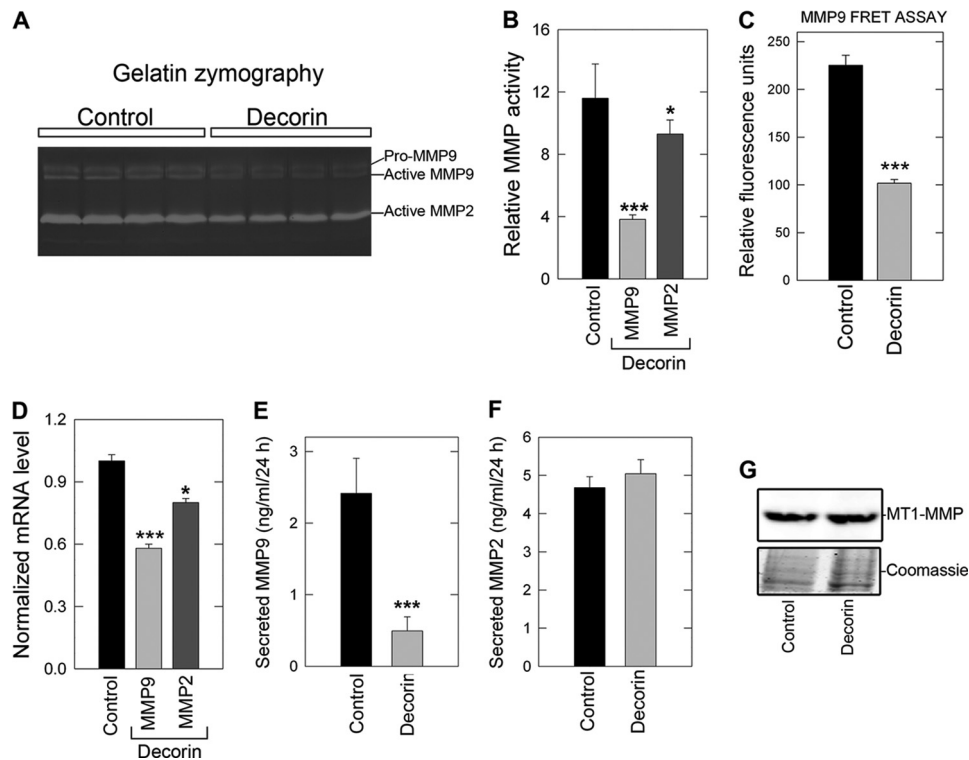 A
Gelatin zymography
Control
Decorin
Pro-MMP9
Active MMP9
Active MMP2
B
Relative MMP activity
12
8
4
0
Control
MMP9
MMP2
Decorin
***
*
C
MMP9 FRET ASSAY
Relative fluorescence units
250
225
200
150
100
50
0
Control
Decorin
***
D
Normalized mRNA level
1.2
0.9
0.6
0.3
0.0
Control
MMP9
MMP2
Decorin
***
*
E
Secreted MMP9 (ng/ml/24 h)
3
2
1
0
Control
Decorin
***
F
Secreted MMP2 (ng/ml/24 h)
6
5
4
3
2
1
0
Control
Decorin
G
MT1-MMP
Coomassie
Control
Decorin